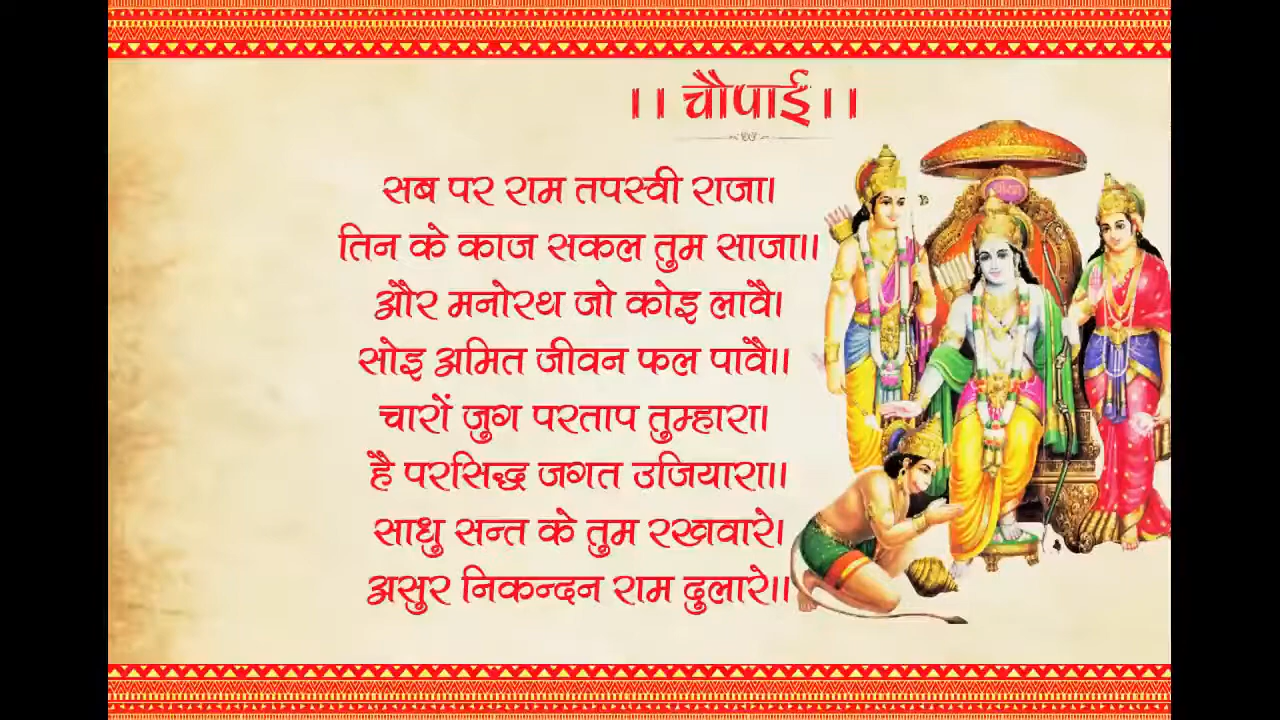 ।। चौपाई ।।
सब पर राम तपस्वी राजा।
तिन के काज सकल तुम साजा।।
और मनोरथ जो कोइ लावै।
सोइ अमित जीवन फल पावै।।
चारों जुग परताप तुम्हारा।
है परसिद्ध जगत उजियारा।।
साधु सन्त के तुम रखवारे।
असुर निकन्दन राम दुलारे।।